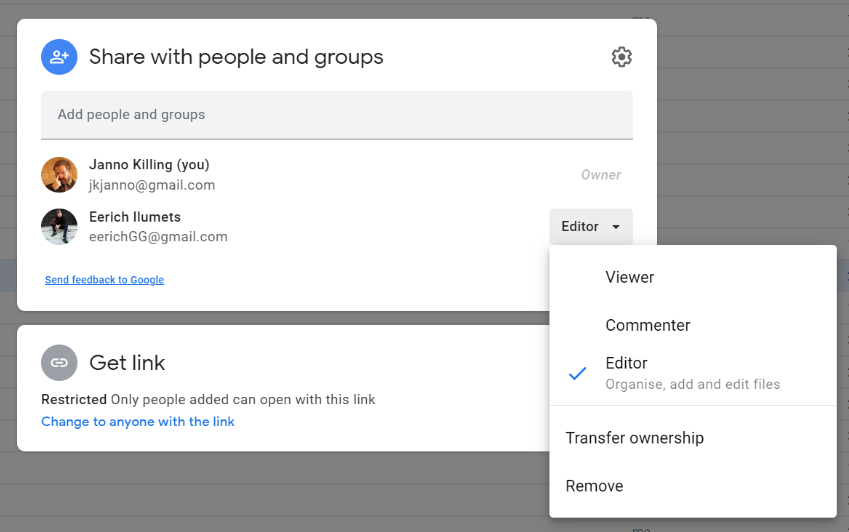 Share with people and groups
Add people and groups
Janno Killing (you)
jkjanno@gmail.com
Owner
Eerich Ilumets
eerichGG@gmail.com
Editor
Send feedback to Google
Viewer
Commenter
Editor
Organise, add and edit files
Transfer ownership
Remove
Get link
Restricted Only people added can open with this link
Change to anyone with the link